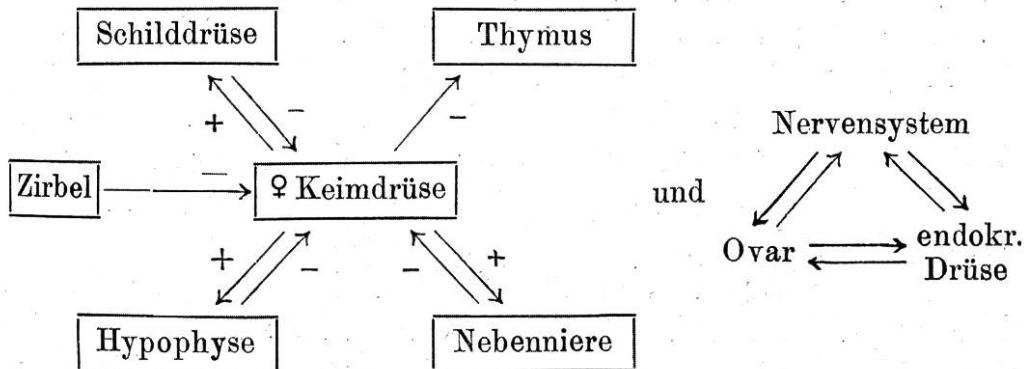 Schilddrüse
Thymus
+
−
−
Nervensystem
Zirbel
−
♀ Keimdrüse
und
Ovar
endokr.
Drüse
+
−
−
+
Hypophyse
Nebenniere